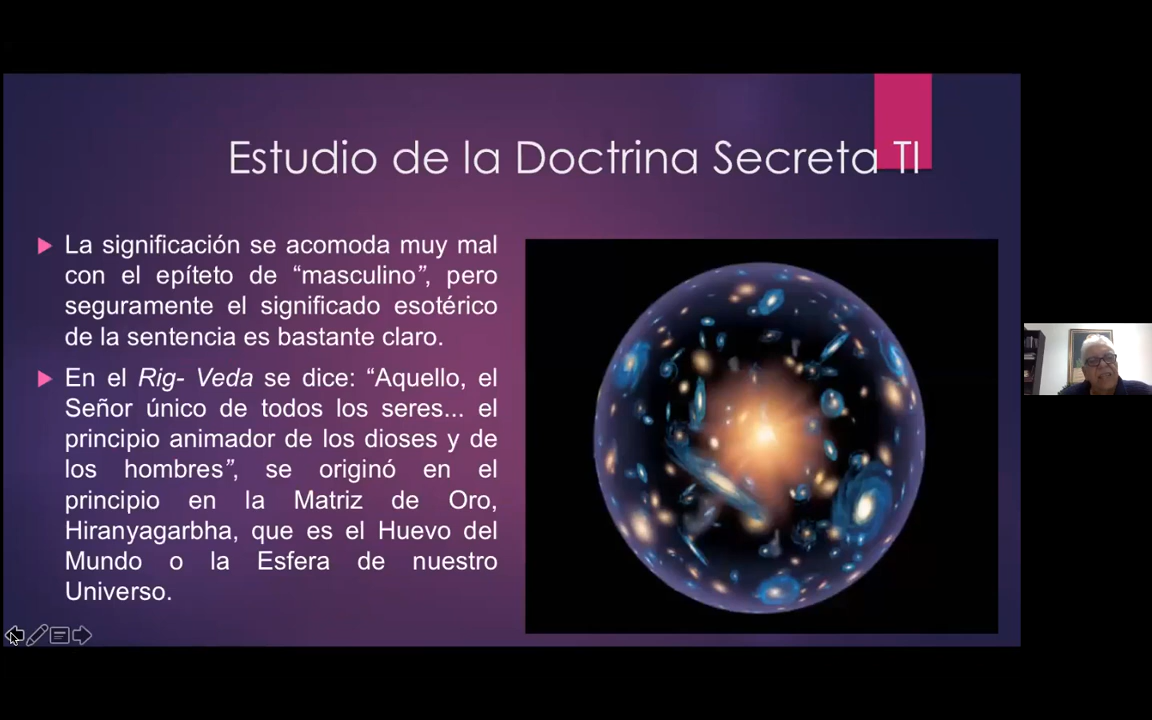 Estudio de la Doctrina Secreta TI
La significación se acomoda muy mal
con el epíteto de “masculino”, pero
seguramente el significado esotérico
de la sentencia es bastante claro.
En el Rig- Veda se dice: “Aquello, el
Señor único de todos los seres... el
principio animador de los dioses y de
los hombres”, se originó en el
principio en la Matriz de Oro,
Hiranyagarbha, que es el Huevo del
Mundo o la Esfera de nuestro
Universo.